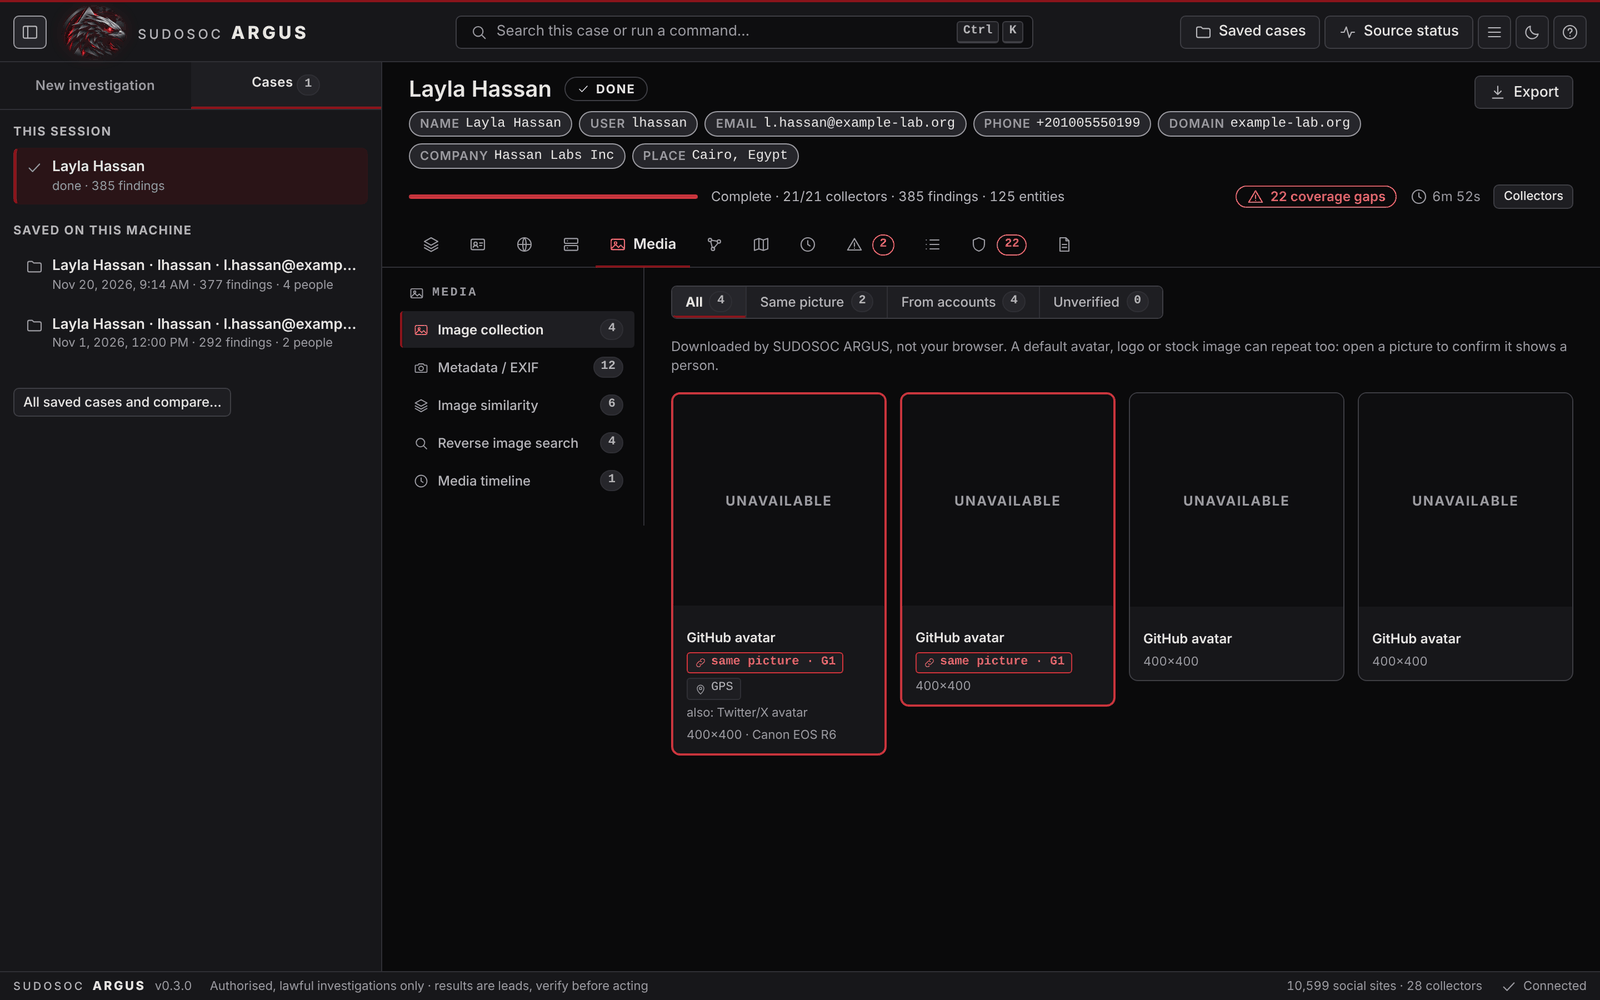 SUDOSOC ARGUS
Search this case or run a command...
Ctrl K
Saved cases
Source status
New investigation
Cases 1
THIS SESSION
Layla Hassan
done · 385 findings
SAVED ON THIS MACHINE
Layla Hassan · lhassan · l.hassan@examp...
Nov 20, 2026, 9:14 AM · 377 findings · 4 people
Layla Hassan · lhassan · l.hassan@examp...
Nov 1, 2026, 12:00 PM · 292 findings · 2 people
All saved cases and compare...
Layla Hassan
DONE
Export
NAME Layla Hassan
USER lhassan
EMAIL l.hassan@example-lab.org
PHONE +201005550199
DOMAIN example-lab.org
COMPANY Hassan Labs Inc
PLACE Cairo, Egypt
Complete · 21/21 collectors · 385 findings · 125 entities
22 coverage gaps
6m 52s
Collectors
Media
2
22
MEDIA
Image collection 4
Metadata / EXIF 12
Image similarity 6
Reverse image search 4
Media timeline 1
All 4
Same picture 2
From accounts 4
Unverified 0
Downloaded by SUDOSOC ARGUS, not your browser. A default avatar, logo or stock image can repeat too: open a picture to confirm it shows a
person.
UNAVAILABLE
GitHub avatar
same picture · G1
GPS
also: Twitter/X avatar
400×400 · Canon EOS R6
UNAVAILABLE
GitHub avatar
same picture · G1
400×400
UNAVAILABLE
GitHub avatar
400×400
UNAVAILABLE
GitHub avatar
400×400
SUDOSOC ARGUS v0.3.0
Authorised, lawful investigations only · results are leads, verify before acting
10,599 social sites · 28 collectors
Connected